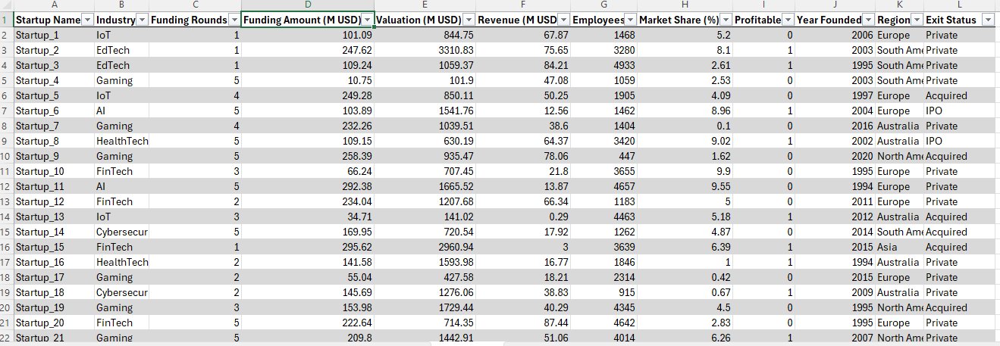 A B C D E F G H I J K L
1 Startup Name Industry Funding Rounds Funding Amount (M USD) Valuation (M USD) Revenue (M USD Employees Market Share (%) Profitable Year Founded Region Exit Status
2 Startup_1 IoT 1 101.09 844.75 67.87 1468 5.2 0 2006 Europe Private
3 Startup_2 EdTech 1 247.62 3310.83 75.65 3280 8.1 1 2003 South Ame Private
4 Startup_3 EdTech 1 109.24 1059.37 84.21 4933 2.61 1 1995 South Ame Private
5 Startup_4 Gaming 5 10.75 101.9 47.08 1059 2.53 0 2003 South Ame Private
6 Startup_5 IoT 4 249.28 850.11 50.25 1905 4.09 0 1997 Europe Acquired
7 Startup_6 AI 5 103.89 1541.76 12.56 1462 8.96 1 2004 Europe IPO
8 Startup_7 Gaming 4 232.26 1039.51 38.6 1404 0.1 0 2016 Australia Private
9 Startup_8 HealthTech 5 109.15 630.19 64.37 3420 9.02 1 2002 Australia IPO
10 Startup_9 Gaming 5 258.39 935.47 78.06 447 1.62 0 2020 North Ame Acquired
11 Startup_10 FinTech 3 66.24 707.45 21.8 3655 9.9 0 1995 Europe Private
12 Startup_11 AI 5 292.38 1665.52 13.87 4657 9.55 0 1994 Europe Private
13 Startup_12 FinTech 2 234.04 1207.68 66.34 1183 5 0 2011 Europe Private
14 Startup_13 IoT 3 34.71 141.02 0.29 4463 5.18 1 2012 Australia Acquired
15 Startup_14 Cybersecur 5 169.95 720.54 17.92 1262 4.87 0 2014 South Ame Acquired
16 Startup_15 FinTech 1 295.62 2960.94 3 3639 6.39 1 2015 Asia Acquired
17 Startup_16 HealthTech 2 141.58 1593.98 16.77 1846 1 1 1994 Australia Private
18 Startup_17 Gaming 2 55.04 427.58 18.21 2314 0.42 0 2015 Europe Private
19 Startup_18 Cybersecur 2 145.69 1276.06 38.83 915 0.67 1 2009 Australia Private
20 Startup_19 Gaming 3 153.98 1729.44 40.29 4345 4.5 0 1995 North Ame Acquired
21 Startup_20 FinTech 5 222.64 714.35 87.44 4642 2.83 0 1995 Europe Private
22 Startup_21 Gaming 5 209.8 1442.91 51.06 4014 6.26 1 2007 North Ame Private